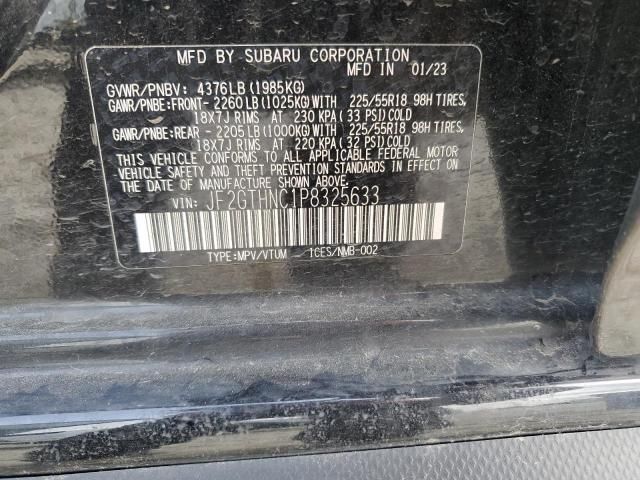 MFD BY SUBARU CORPORATION
MFD IN 01/23
GVWR/PNBV: 4376LB (1985KG)
GAWR/PNBE:FRONT- 2260LB(1025KG)WITH 225/55R18 98H TIRES,
18X7J RIMS AT 230 KPA(33 PSI)COLD
GAWR/PNBE:REAR - 2205LB(1000KG)WITH 225/55R18 98H TIRES,
18X7J RIMS AT 220 KPA(32 PSI)COLD
THIS VEHICLE CONFORMS TO ALL APPLICABLE FEDERAL MOTOR
VEHICLE SAFETY AND THEFT PREVENTION STANDARDS IN EFFECT ON
THE DATE OF MANUFACTURE SHOWN ABOVE.
VIN: JF2GTHNC1P8325633
TYPE:MPV/VTUM ICES/NMB-002